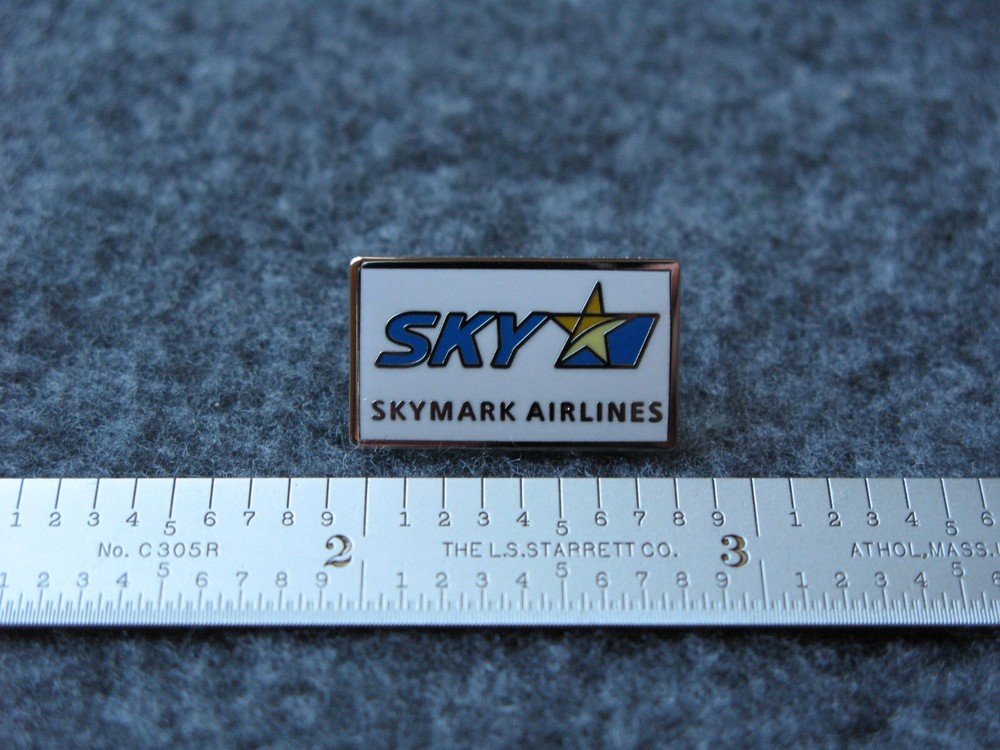 SKY
SKYMARK AIRLINES
1 2 3 4 5 6 7 8 9 1 2 3 4 5 6 7 8 9 1 2 3 4 5 6
No. C305R 2 THE L.S.STARRETT CO. 3 ATHOL, MASS.
1 2 3 4 5 6 7 8 9 1 2 3 4 5 6 7 8 9 1 2 3 4 5 6